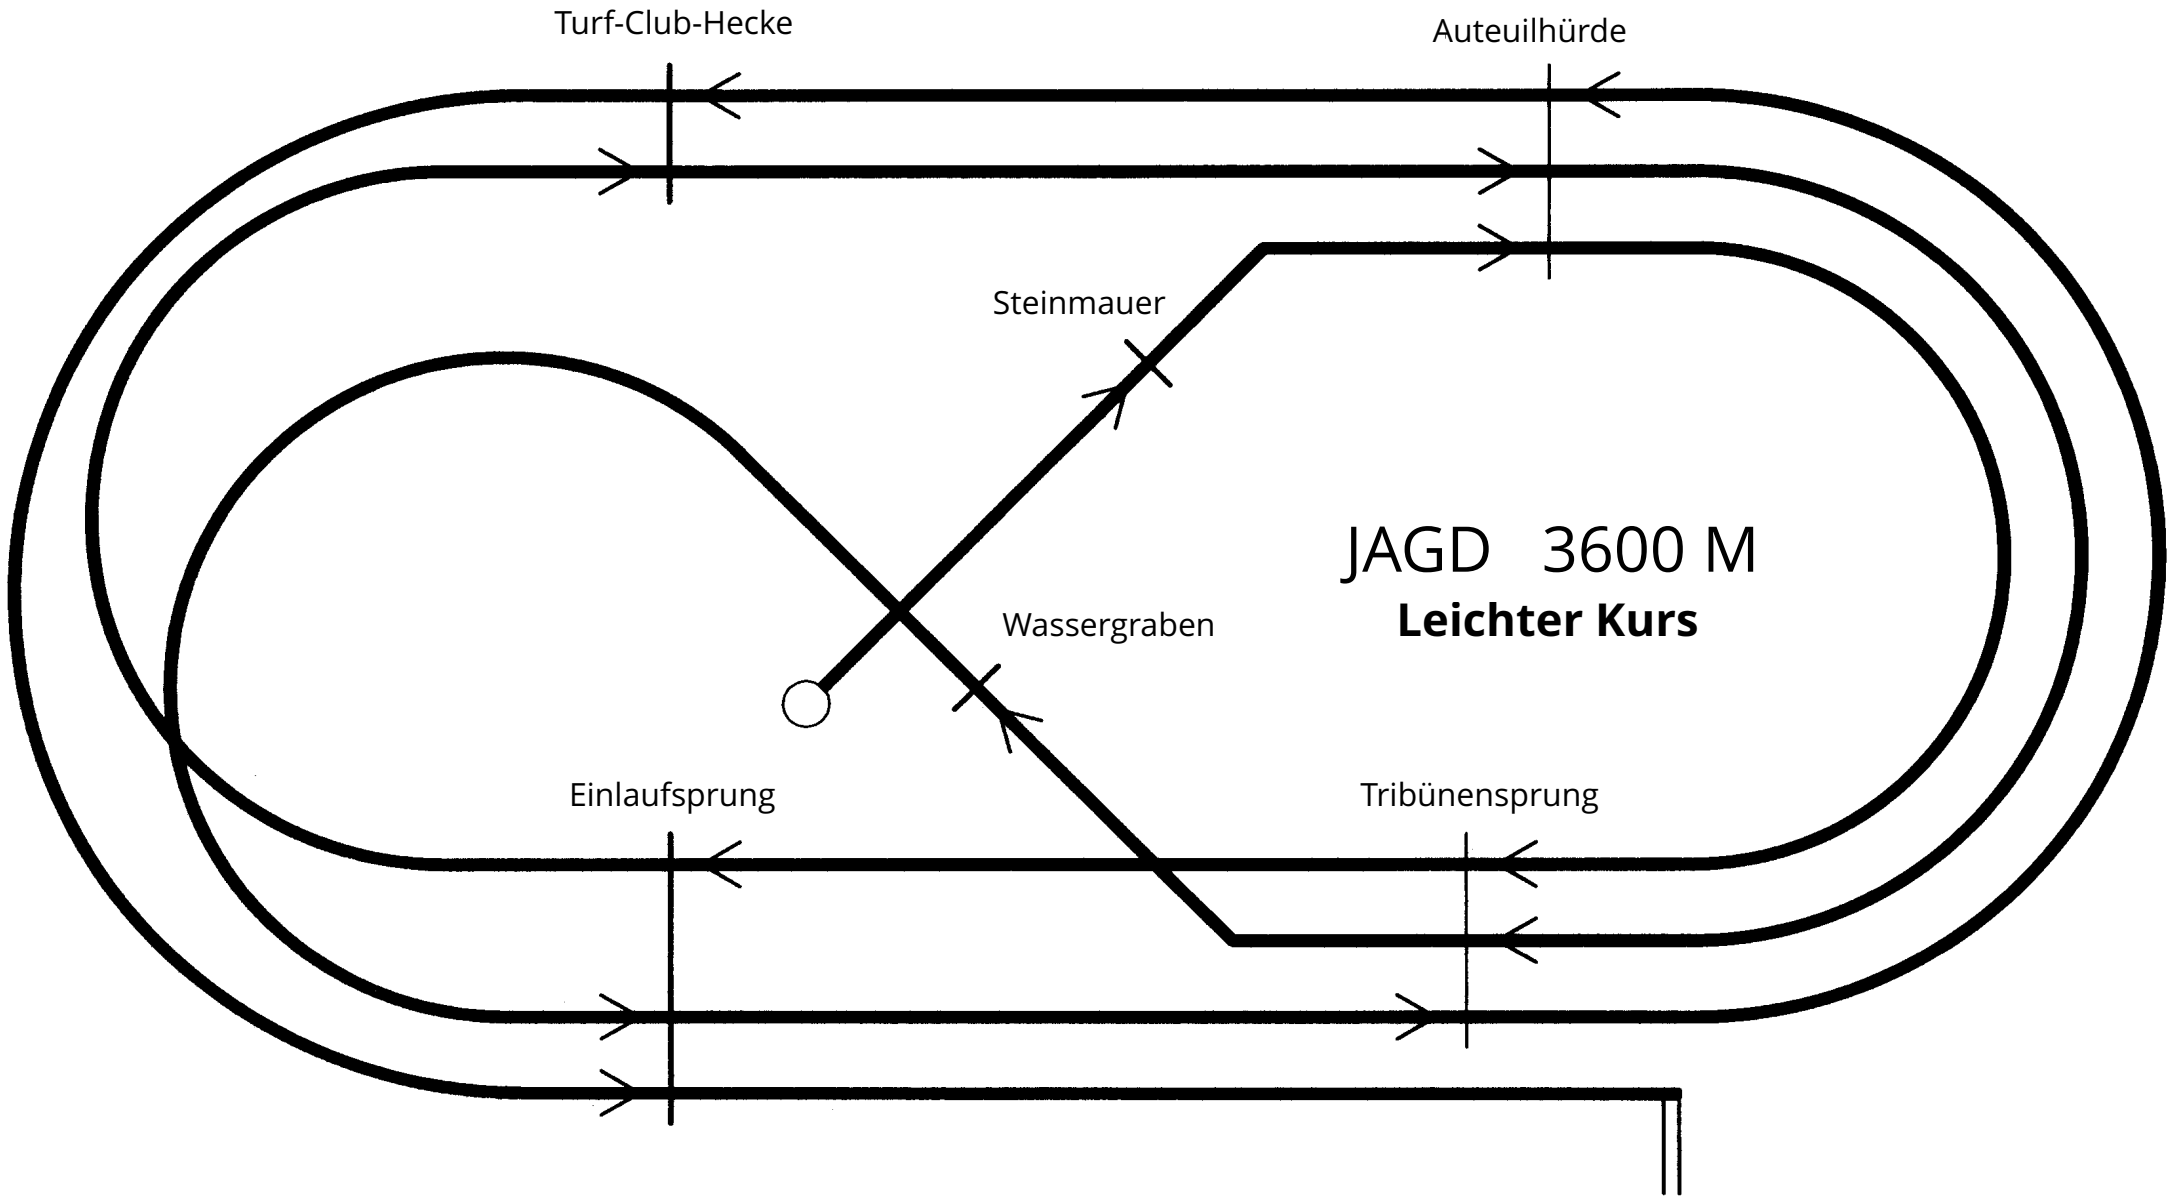 Turf-Club-Hecke
Auteuilhürde
Steinmauer
JAGD 3600 M
Leichter Kurs
Wassergraben
Einlaufsprung
Tribünensprung